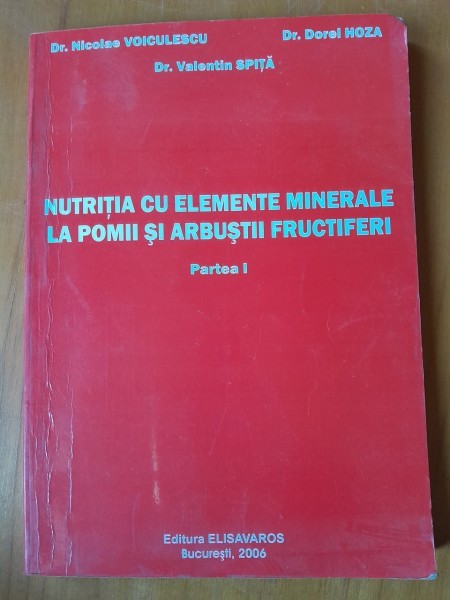 Dr. Nicolae VOICULESCU
Dr. Dorel HOZA
Dr. Valentin SPIȚĂ
NUTRIȚIA CU ELEMENTE MINERALE
LA POMII ȘI ARBUȘTII FRUCTIFERI
Partea I
Editura ELISAVAROS
București, 2006